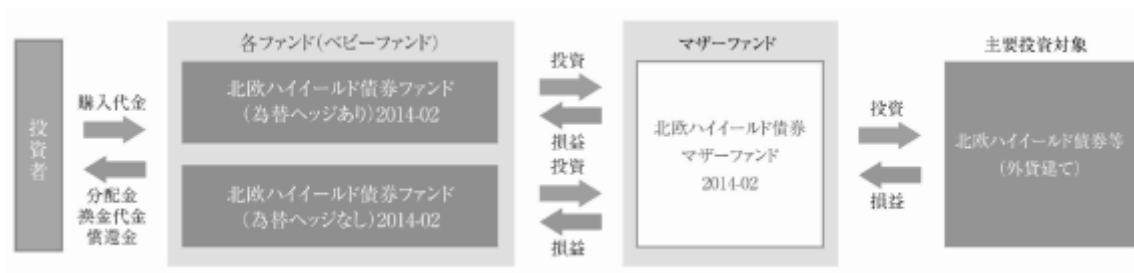 投資者
購入代金
分配金
換金代金
償還金
各ファンド(ベビーファンド)
北欧ハイイールド債券ファンド
(為替ヘッジあり)2014-02
北欧ハイイールド債券ファンド
(為替ヘッジなし)2014-02
投資
損益
投資
損益
マザーファンド
北欧ハイイールド債券
マザーファンド
2014-02
投資
損益
主要投資対象
北欧ハイイールド債券等
(外貨建て)